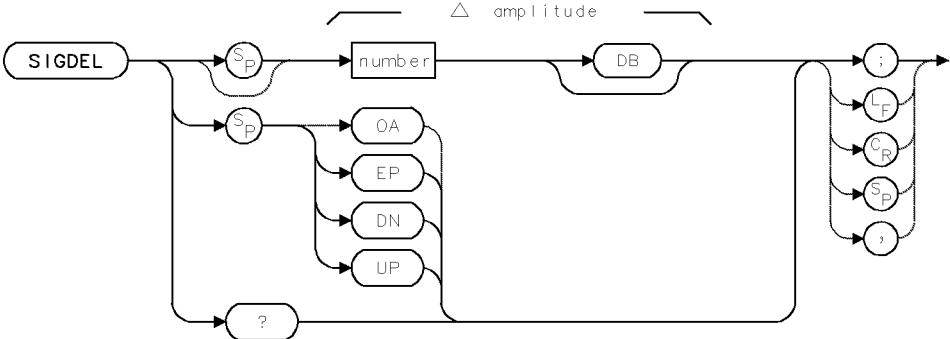 △ amplitude
SIGDEL SP number DB ;
SP OA LF
EP CR
DN SP
UP ,
?